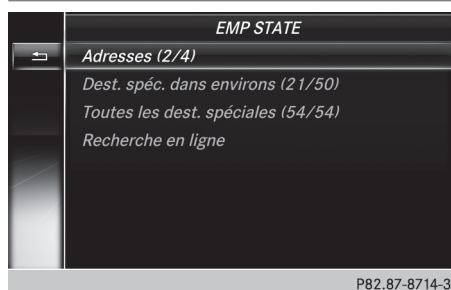 EMP STATE
Adresses (2/4)
Dest. spéc. dans environs (21/50)
Toutes les dest. spéciales (54/54)
Recherche en ligne
P82.87-8714-3